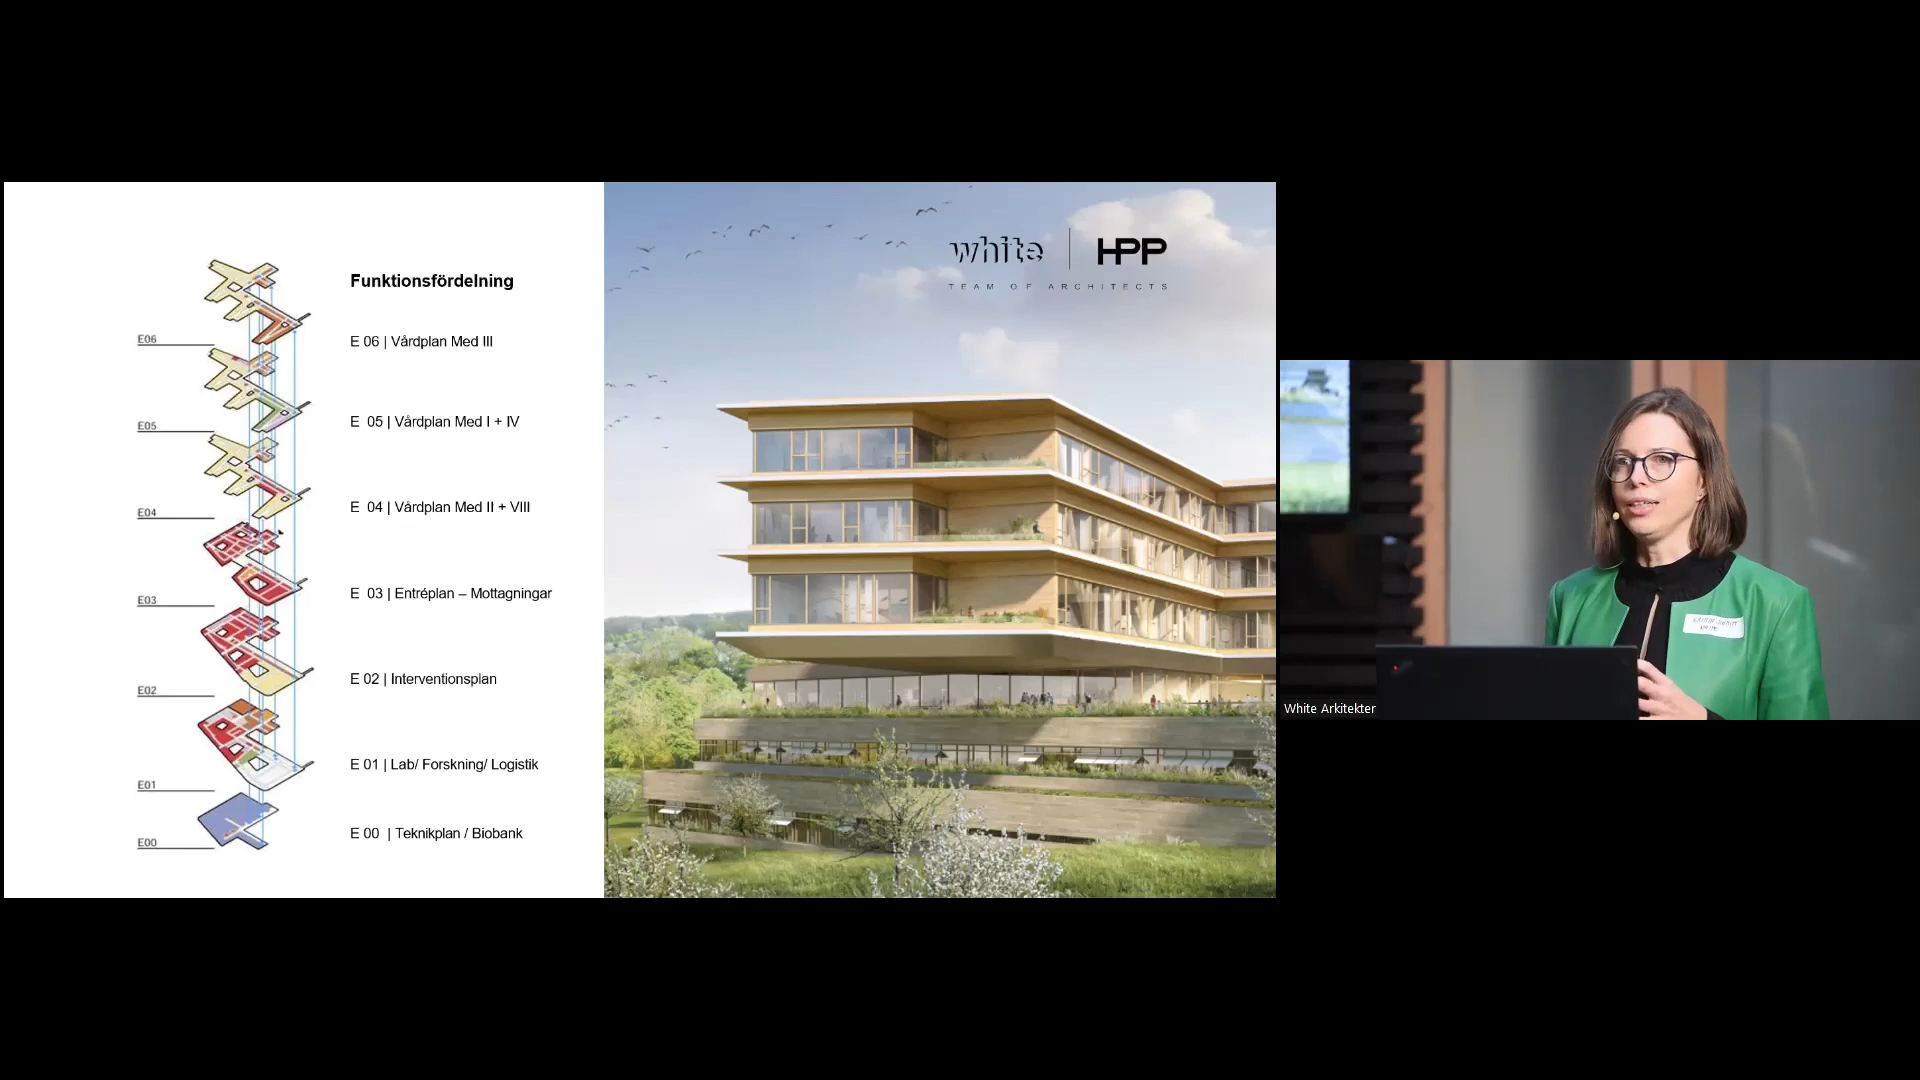 Funktionsfördelning
E06
E 06 | Vårdplan Med III
E05
E 05 | Vårdplan Med I + IV
E04
E 04 | Vårdplan Med II + VIII
E03
E 03 | Entréplan – Mottagningar
E02
E 02 | Interventionsplan
E01
E 01 | Lab/ Forskning/ Logistik
E00
E 00 | Teknikplan / Biobank
white | HPP
TEAM OF ARCHITECTS
White Arkitekter